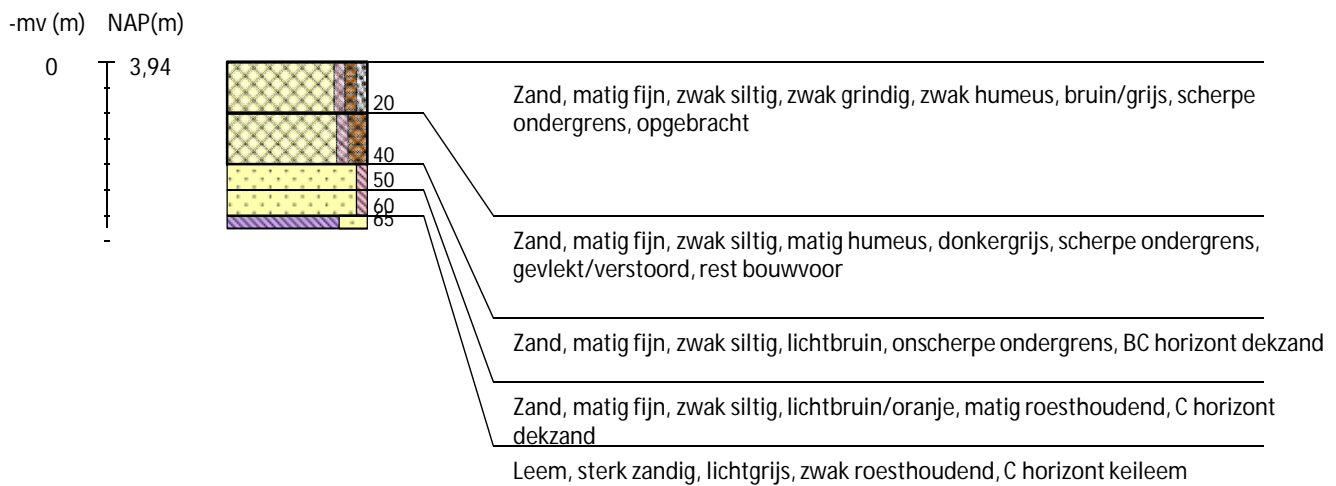 -mv (m) NAP(m)
0 3,94
20
40
50
60
65
Zand, matig fijn, zwak siltig, zwak grindig, zwak humeus, bruin/grijs, scherpe
ondergrens, opgebracht
Zand, matig fijn, zwak siltig, matig humeus, donkergrijs, scherpe ondergrens,
gevlekt/verstoord, rest bouwvoor
Zand, matig fijn, zwak siltig, lichtbruin, onscherpe ondergrens, BC horizont dekzand
Zand, matig fijn, zwak siltig, lichtbruin/oranje, matig roesthoudend, C horizont
dekzand
Leem, sterk zandig, lichtgrijs, zwak roesthoudend, C horizont keileem